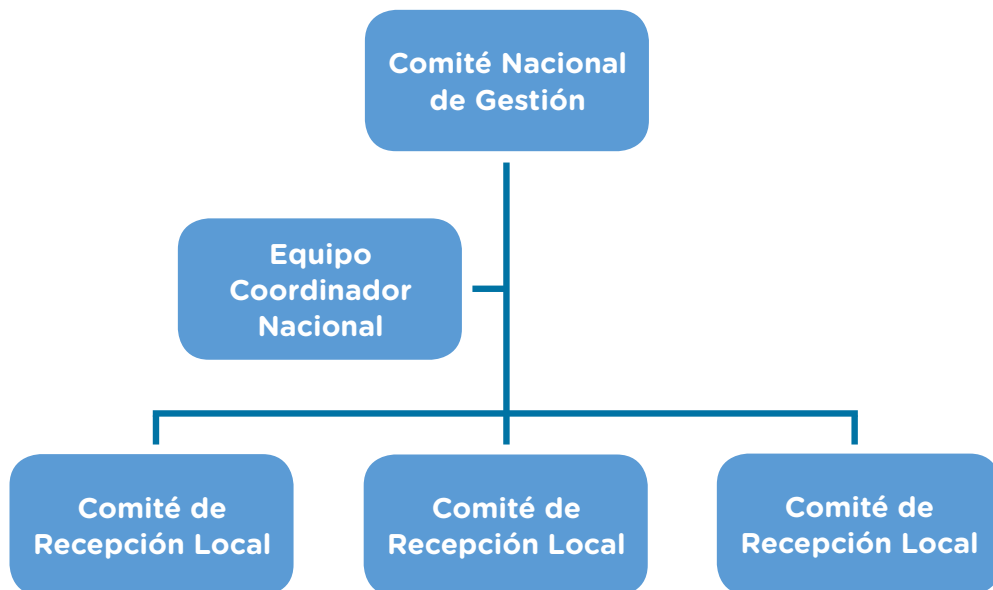 Comité Nacional
de Gestión
Equipo
Coordinador
Nacional
Comité de
Recepción Local
Comité de
Recepción Local
Comité de
Recepción Local